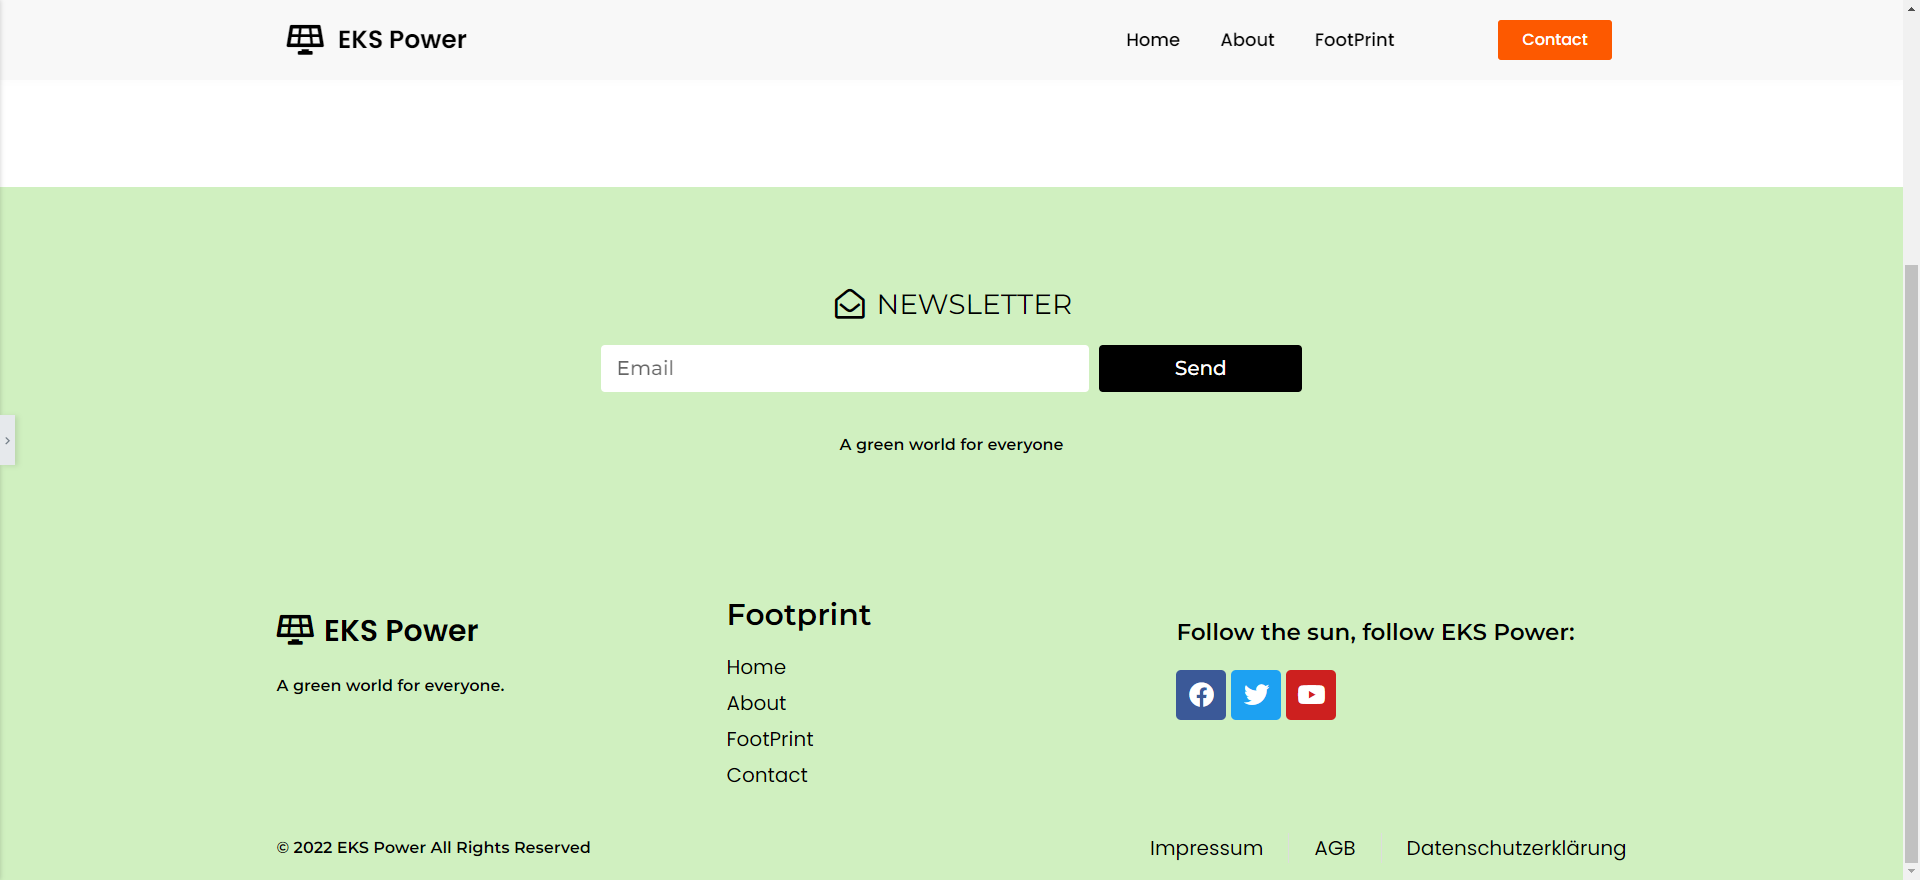 EKS Power
Home About FootPrint Contact
NEWSLETTER
Email Send
A green world for everyone
EKS Power
A green world for everyone.
Footprint
Home
About
FootPrint
Contact
Follow the sun, follow EKS Power:
© 2022 EKS Power All Rights Reserved
Impressum AGB Datenschutzerklärung